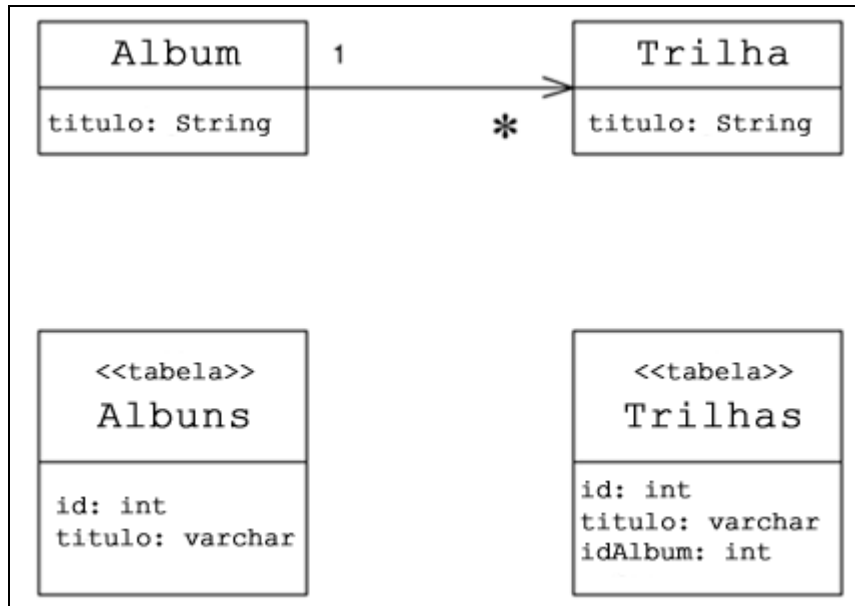 Album
1
Trilha
titulo: String
*
titulo: String
<<tabela>>
Albuns
<<tabela>>
Trilhas
id: int
titulo: varchar
id: int
titulo: varchar
idAlbum: int